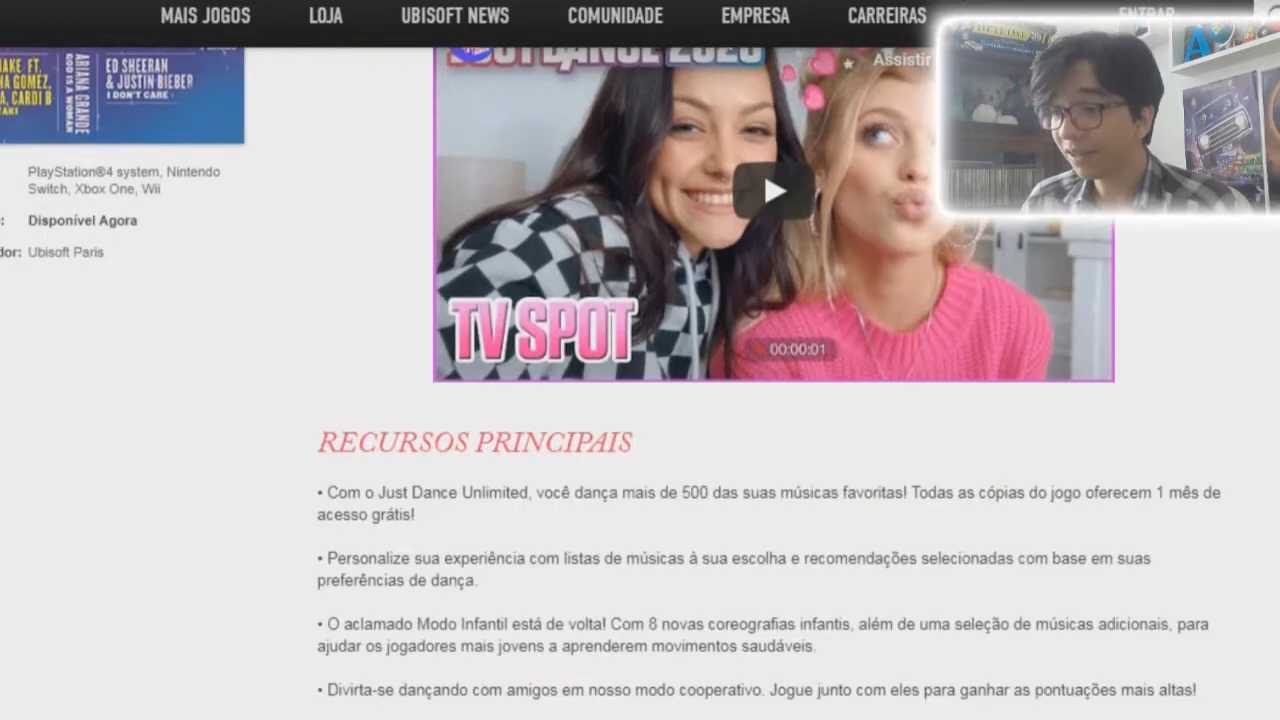 MAIS JOGOS LOJA UBISOFT NEWS COMUNIDADE EMPRESA CARREIRAS ENTRAR
ED SHEERAN
& JUSTIN BIEBER
I DON'T CARE
ARIANA GRANDE
GOD IS A WOMAN
FT.
GOMEZ,
CARDI B
TAKI
Assistir
TV SPOT
00:00:01
PlayStation®4 system, Nintendo
Switch, Xbox One, Wii
: Disponível Agora
dor: Ubisoft Paris
RECURSOS PRINCIPAIS
• Com o Just Dance Unlimited, você dança mais de 500 das suas músicas favoritas! Todas as cópias do jogo oferecem 1 mês de
acesso grátis!
• Personalize sua experiência com listas de músicas à sua escolha e recomendações selecionadas com base em suas
preferências de dança.
• O aclamado Modo Infantil está de volta! Com 8 novas coreografias infantis, além de uma seleção de músicas adicionais, para
ajudar os jogadores mais jovens a aprenderem movimentos saudáveis.
• Divirta-se dançando com amigos em nosso modo cooperativo. Jogue junto com eles para ganhar as pontuações mais altas!